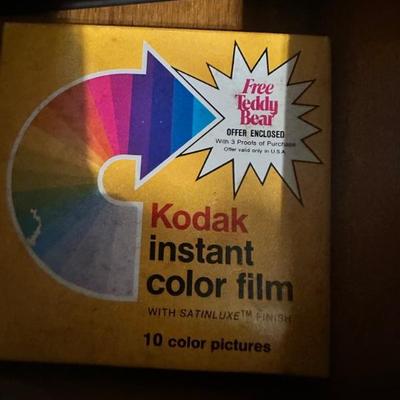 Free
Teddy
Bear
OFFER ENCLOSED
With 3 Proofs of Purchase
Offer valid only in U.S.A.
Kodak
instant
color film
WITH SATINLUXE™ FINISH
10 color pictures